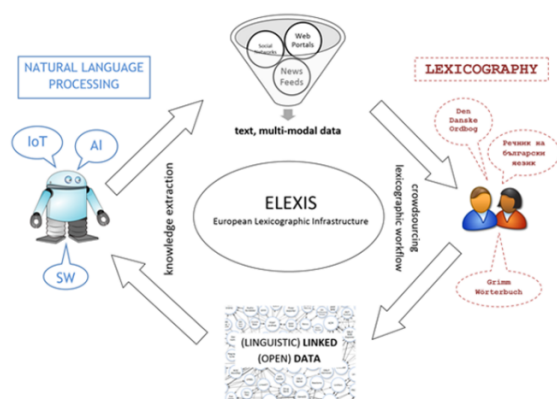 NATURAL LANGUAGE
PROCESSING
IoT
AI
SW
Social
Networks
Web
Portals
News
Feeds
text, multi-modal data
LEXICOGRAPHY
Den
Danske
Ordbog
Речник на
български
език
Grimm
Wörterbuch
knowledge extraction
ELEXIS
European Lexicographic Infrastructure
crowdsourcing
lexicographic workflow
(LINGUISTIC) LINKED
(OPEN) DATA